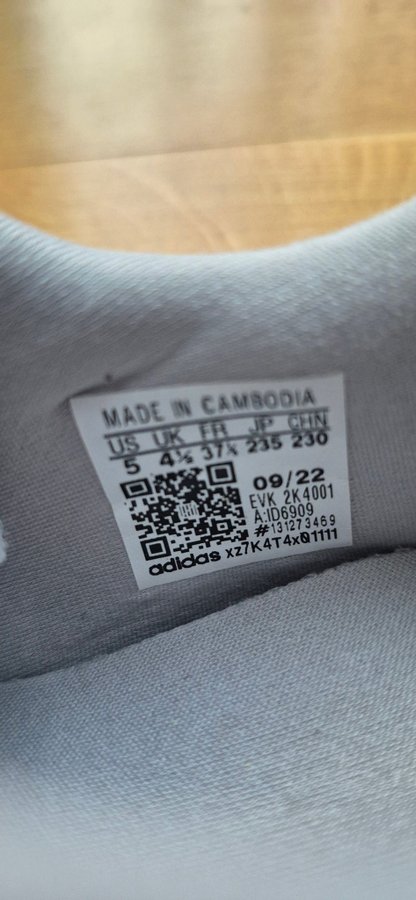 MADE IN CAMBODIA
US UK FR JP CHN
5 4½ 37⅓ 235 230
09/22
EVK 2K4001
A:ID6909
#131273469
adidas xz7K4T4x01111